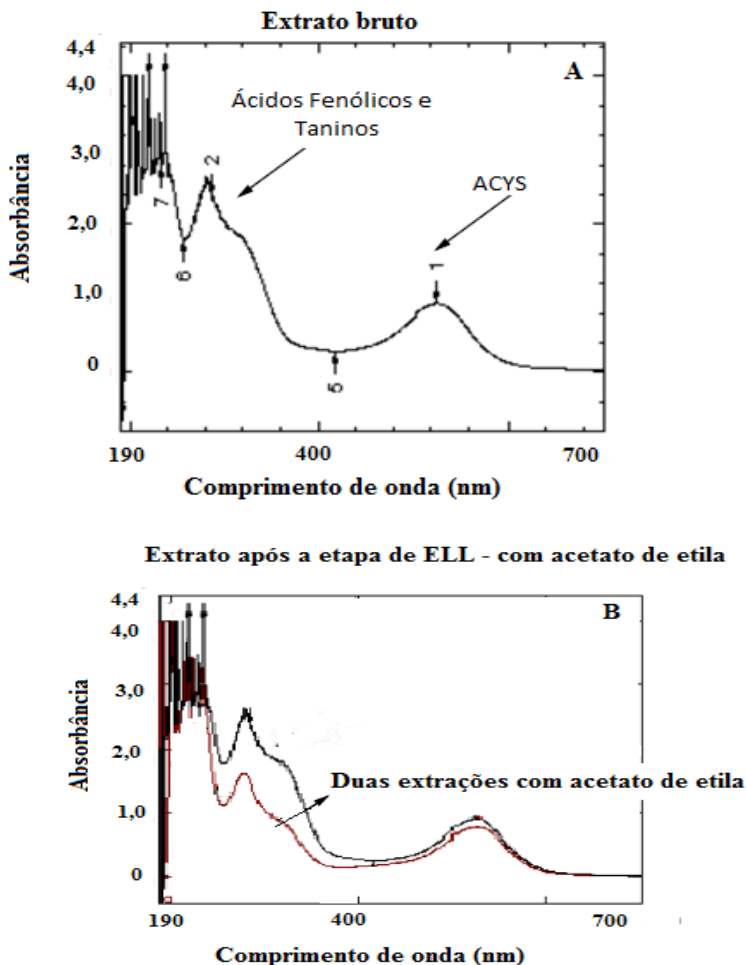 Extrato bruto
4,4
4,0
3,0
2,0
1,0
0
Absorbância
A
Ácidos Fenólicos e
Taninos
ACYS
7
6
2
5
1
190
400
700
Comprimento de onda (nm)
Extrato após a etapa de ELL - com acetato de etila
4,4
4,0
3,0
2,0
1,0
0
Absorbância
B
Duas extrações com acetato de etila
190
400
700
Comprimento de onda (nm)